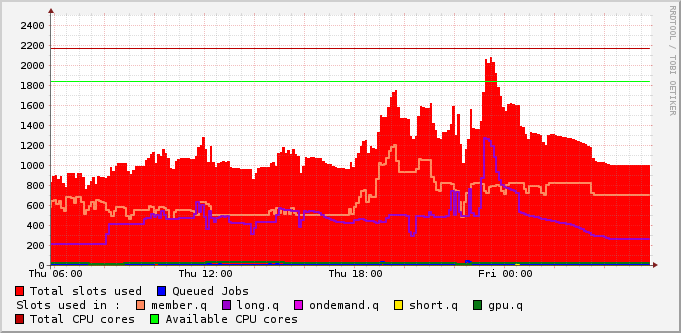 RRDTOOL / TOBI OETIKER
2400
2200
2000
1800
1600
1400
1200
1000
800
600
400
200
0
Thu 06:00 Thu 12:00 Thu 18:00 Fri 00:00
Total slots used Queued Jobs
Slots used in : member.q long.q ondemand.q short.q gpu.q
Total CPU cores Available CPU cores